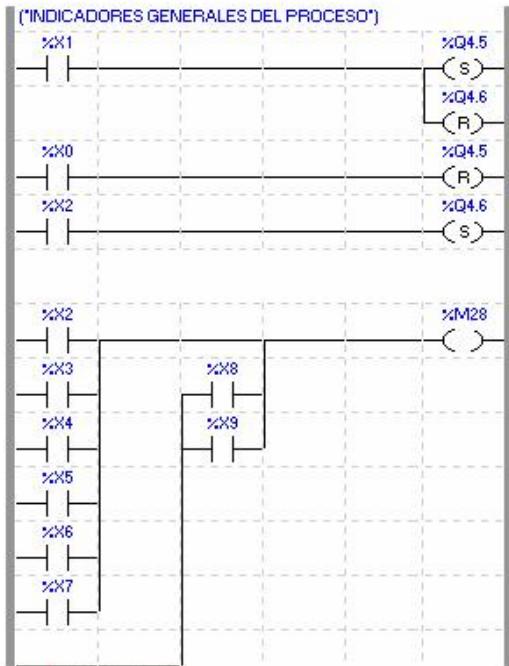 ("INDICADORES GENERALES DEL PROCESO")
%X1 %Q4.5
S
%Q4.6
R
%X0 %Q4.5
R
%X2 %Q4.6
S
%X2 %M28
%X3 %X8
%X4 %X9
%X5
%X6
%X7